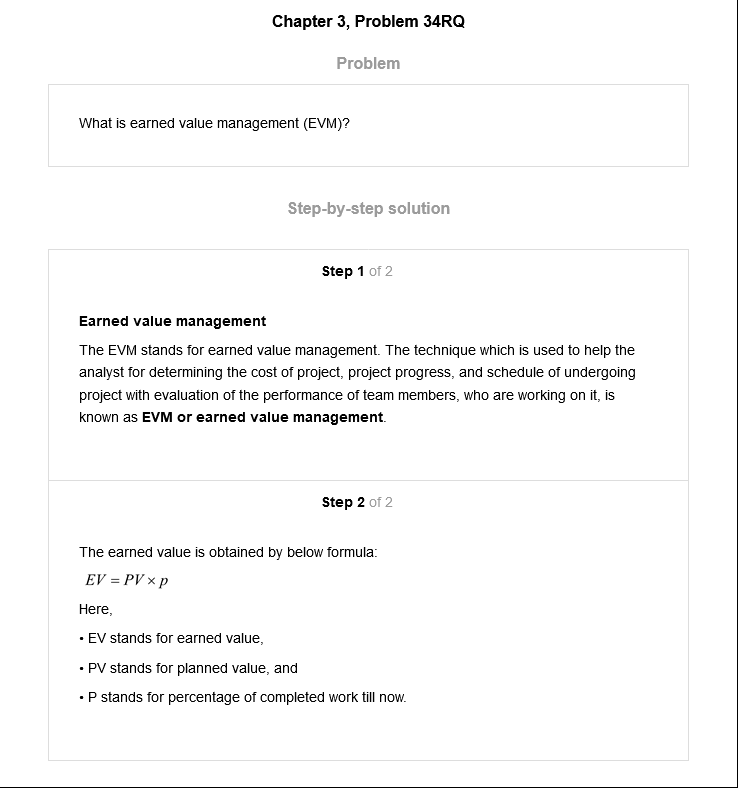 Chapter 3, Problem 34RQ
Problem
What is earned value management (EVM)?
Step-by-step solution
Step 1 of 2
Earned value management
The EVM stands for earned value management. The technique which is used to help the
analyst for determining the cost of project, project progress, and schedule of undergoing
project with evaluation of the performance of team members, who are working on it, is
known as EVM or earned value management.
Step 2 of 2
The earned value is obtained by below formula:
EV = PV × p
Here,
• EV stands for earned value,
• PV stands for planned value, and
• P stands for percentage of completed work till now.